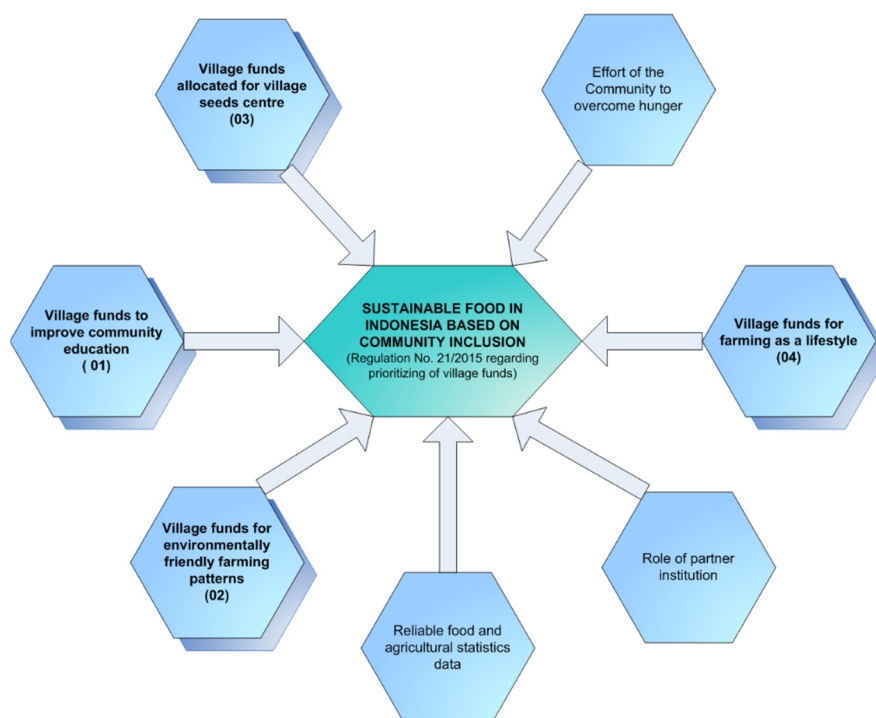 Village funds
allocated for village
seeds centre
(03)
Effort of the
Community to
overcome hunger
SUSTAINABLE FOOD IN
INDONESIA BASED ON
COMMUNITY INCLUSION
(Regulation No. 21/2015 regarding
prioritizing of village funds)
Village funds to
improve community
education
( 01)
Village funds for
farming as a lifestyle
(04)
Village funds for
environmentally
friendly farming
patterns
(02)
Reliable food and
agricultural statistics
data
Role of partner
institution